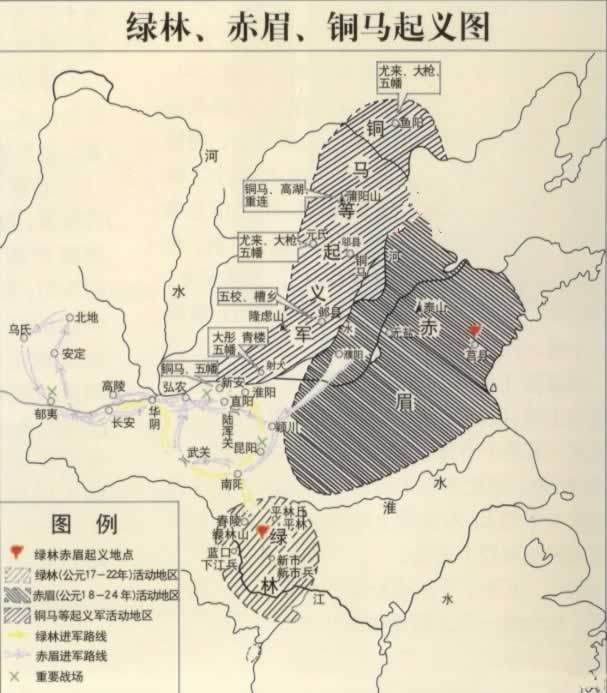 绿林、赤眉、铜马起义图
尤来、大枪、
五幡
铜
渔阳
河
马
铜马、高湖、
重连
蒲阳山
等
尤来、大枪
五幡
元氏
邬县
起
铜
马
河
水
五校、檀乡
义
邺县
隆虑山
军
水
泰山
赤
莒县
北地
乌氏
安定
大彤 青犊
五幡
射犬
濮阳
铜马、五幡
新安
高陵
弘农
淮阳
宜阳
眉
郁夷
长安
华
阴
陆
浑
关
颍川
武关
昆阳
南阳
淮
水
舂陵
绿林山
平林兵
平林
绿
蓝口
下江兵
新市
新市兵
林
江
水
图 例
绿林赤眉起义地点
绿林(公元17—22年)活动地区
赤眉(公元18—24年)活动地区
铜马等起义军活动地区
绿林进军路线
赤眉进军路线
重要战场